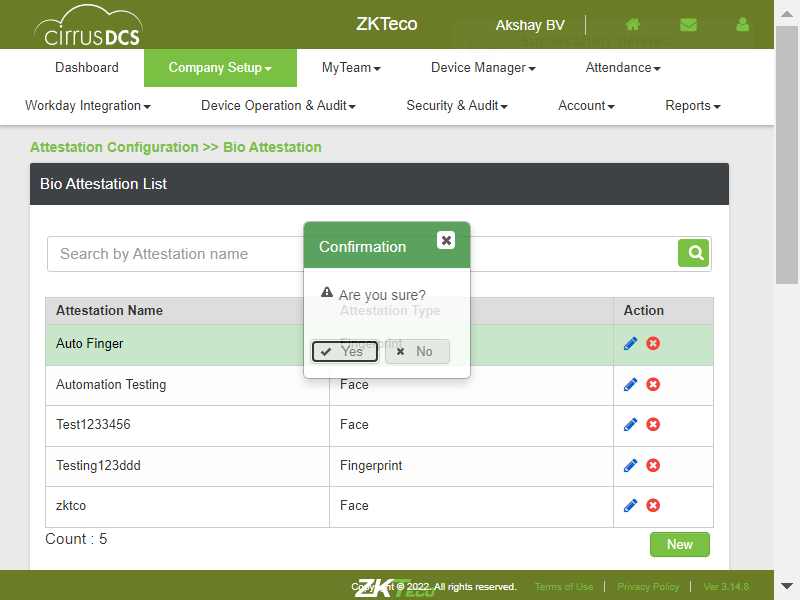 cirrusDCS
ZKTeco
Akshay BV
Successfully deleted
Dashboard
Company Setup
MyTeam
Device Manager
Attendance
Workday Integration
Device Operation & Audit
Security & Audit
Account
Reports
Attestation Configuration >> Bio Attestation
Bio Attestation List
Search by Attestation name
Confirmation
Are you sure?
Yes
No
Attestation Name
Attestation Type
Action
Auto Finger
Fingerprint
Automation Testing
Face
Test1233456
Face
Testing123ddd
Fingerprint
zktco
Face
Count : 5
New
ZKTeco
Copyright © 2022. All rights reserved.
Terms of Use
Privacy Policy
Ver 3.14.8